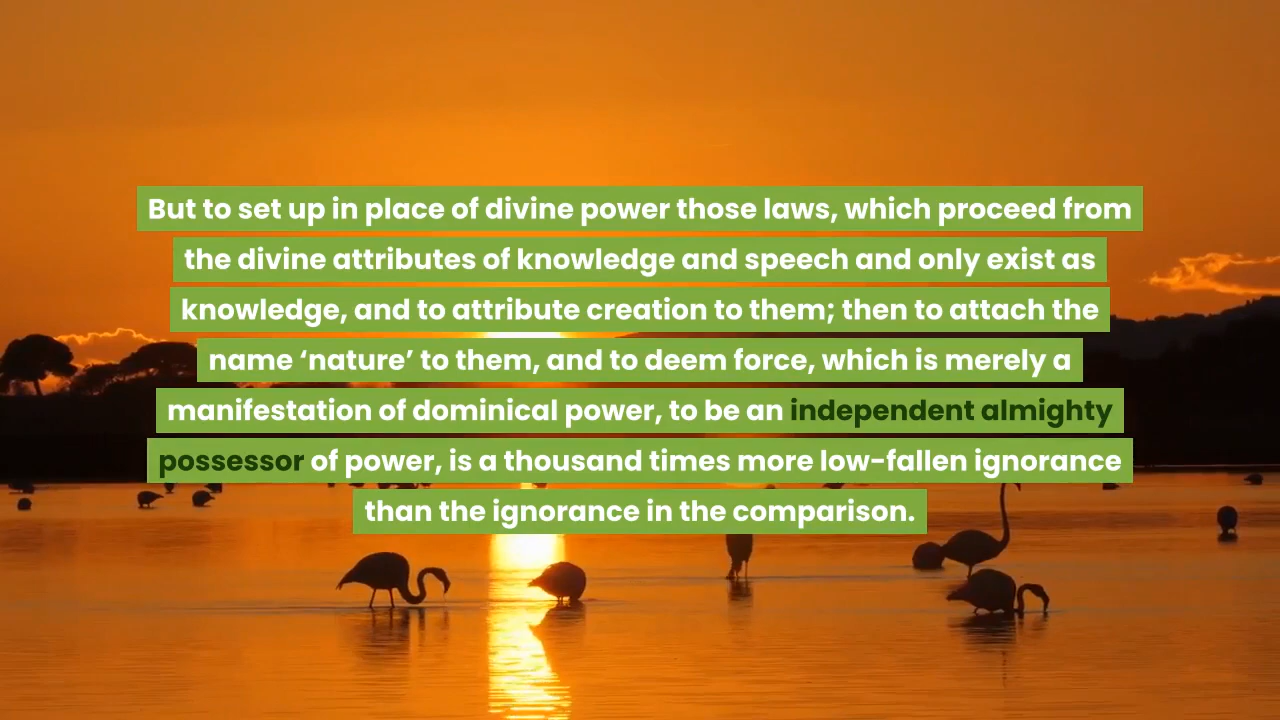 But to set up in place of divine power those laws, which proceed from
the divine attributes of knowledge and speech and only exist as
knowledge, and to attribute creation to them; then to attach the
name ‘nature’ to them, and to deem force, which is merely a
manifestation of dominical power, to be an independent almighty
possessor of power, is a thousand times more low-fallen ignorance
than the ignorance in the comparison.